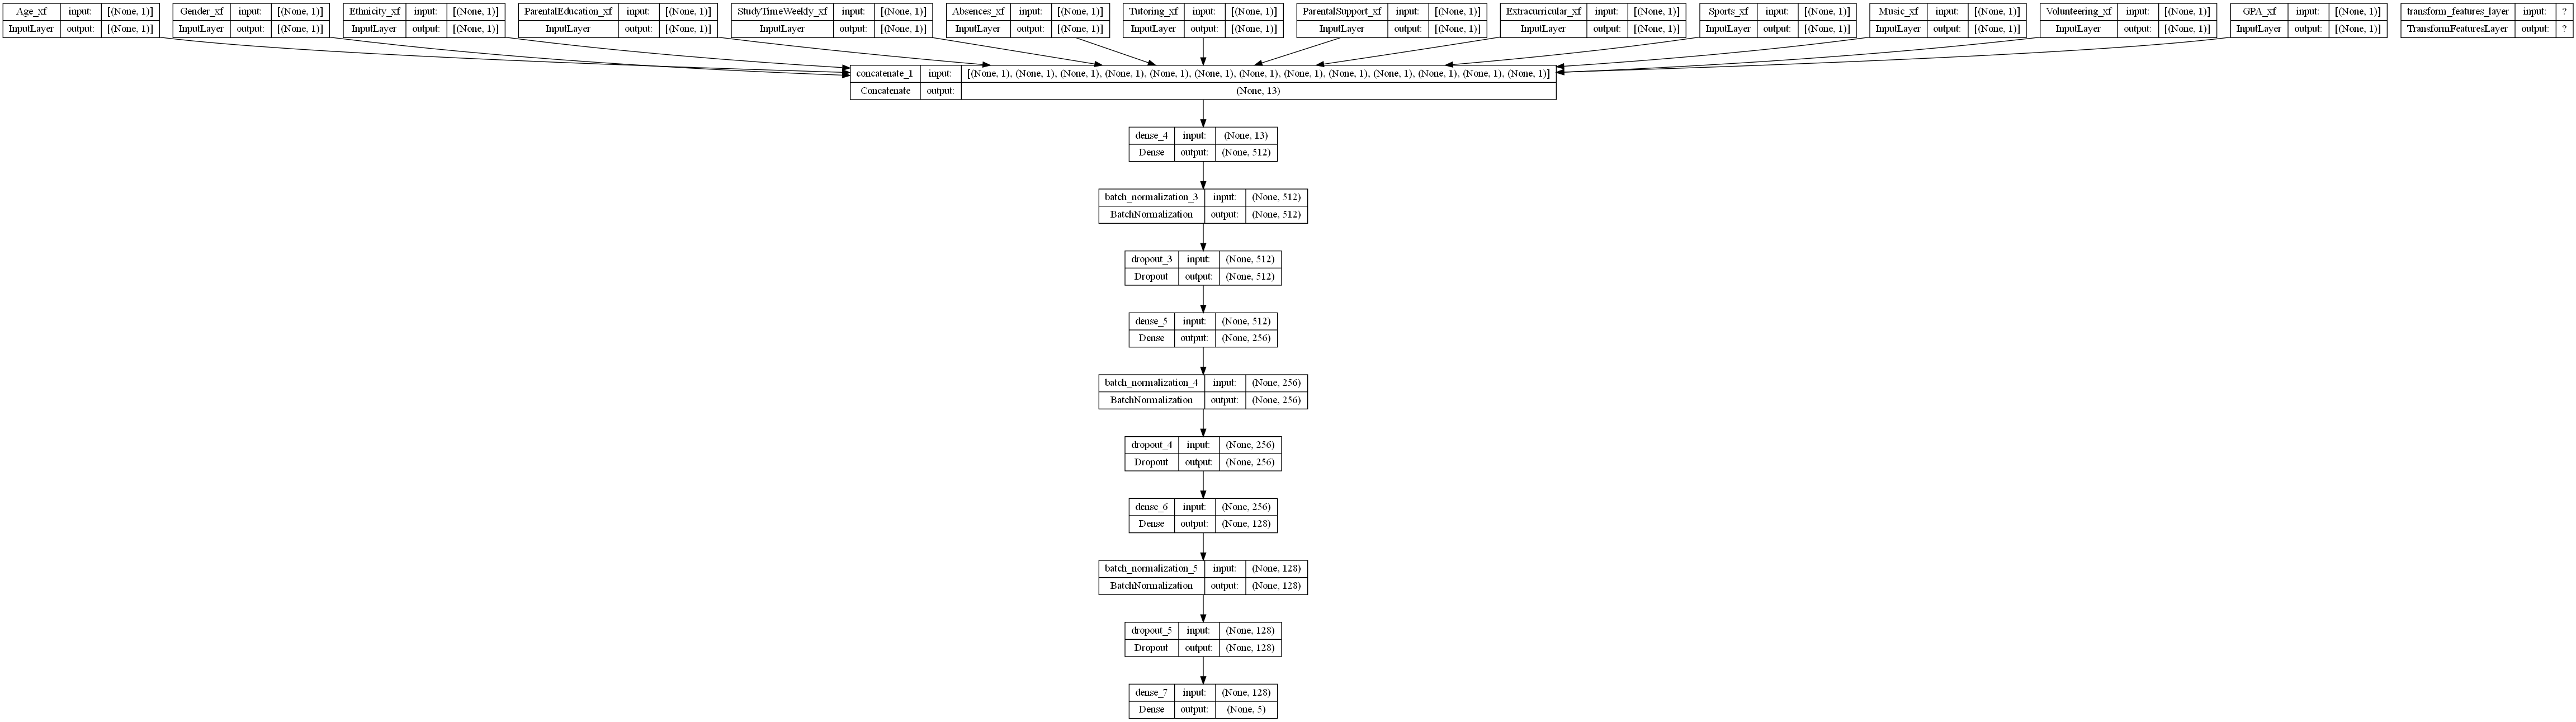 Age_xf input: [(None, 1)]
InputLayer output: [(None, 1)]
Gender_xf input: [(None, 1)]
InputLayer output: [(None, 1)]
Ethnicity_xf input: [(None, 1)]
InputLayer output: [(None, 1)]
ParentalEducation_xf input: [(None, 1)]
InputLayer output: [(None, 1)]
StudyTimeWeekly_xf input: [(None, 1)]
InputLayer output: [(None, 1)]
Absences_xf input: [(None, 1)]
InputLayer output: [(None, 1)]
Tutoring_xf input: [(None, 1)]
InputLayer output: [(None, 1)]
ParentalSupport_xf input: [(None, 1)]
InputLayer output: [(None, 1)]
Extracurricular_xf input: [(None, 1)]
InputLayer output: [(None, 1)]
Sports_xf input: [(None, 1)]
InputLayer output: [(None, 1)]
Music_xf input: [(None, 1)]
InputLayer output: [(None, 1)]
Volunteering_xf input: [(None, 1)]
InputLayer output: [(None, 1)]
GPA_xf input: [(None, 1)]
InputLayer output: [(None, 1)]
transform_features_layer input: ?
TransformFeaturesLayer output: ?
concatenate_1 input: [(None, 1), (None, 1), (None, 1), (None, 1), (None, 1), (None, 1), (None, 1), (None, 1), (None, 1), (None, 1), (None, 1), (None, 1), (None, 1)]
Concatenate output: (None, 13)
dense_4 input: (None, 13)
Dense output: (None, 512)
batch_normalization_3 input: (None, 512)
BatchNormalization output: (None, 512)
dropout_3 input: (None, 512)
Dropout output: (None, 512)
dense_5 input: (None, 512)
Dense output: (None, 256)
batch_normalization_4 input: (None, 256)
BatchNormalization output: (None, 256)
dropout_4 input: (None, 256)
Dropout output: (None, 256)
dense_6 input: (None, 256)
Dense output: (None, 128)
batch_normalization_5 input: (None, 128)
BatchNormalization output: (None, 128)
dropout_5 input: (None, 128)
Dropout output: (None, 128)
dense_7 input: (None, 128)
Dense output: (None, 5)